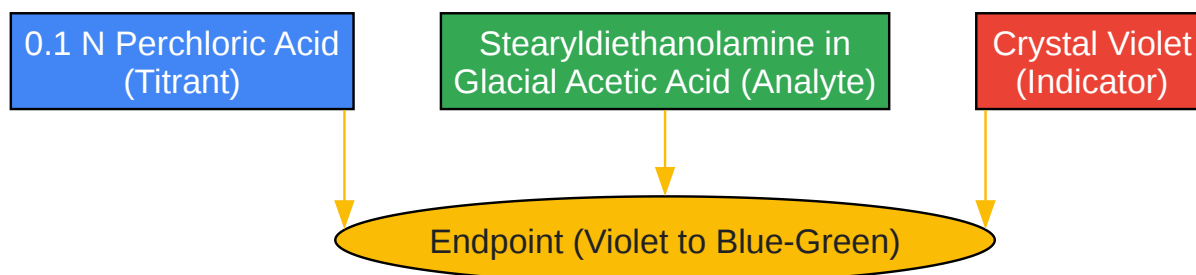 0.1 N Perchloric Acid
(Titrant)
Stearyldiethanolamine in
Glacial Acetic Acid (Analyte)
Crystal Violet
(Indicator)
Endpoint (Violet to Blue-Green)